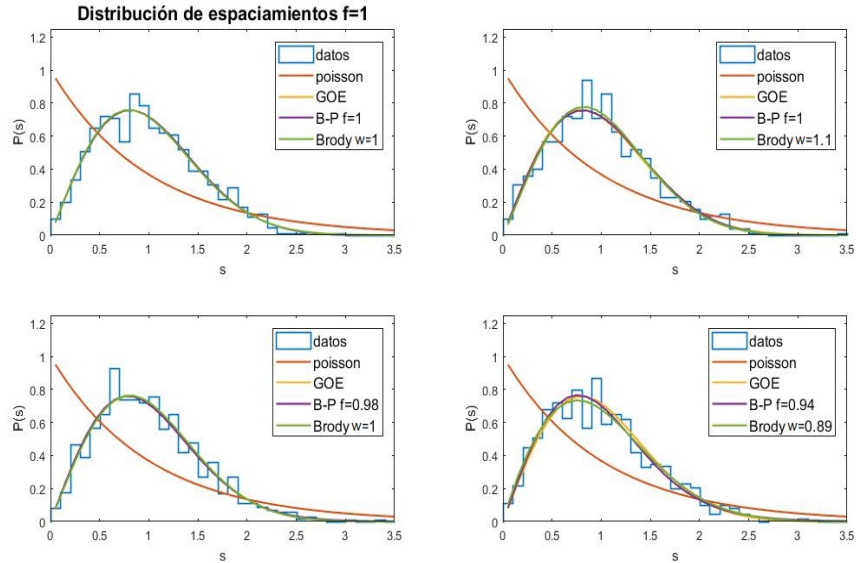 Distribución de espaciamientos f=1
1.2
1
0.8
0.6
0.4
0.2
0
P(s)
0 0.5 1 1.5 2 2.5 3 3.5
s
datos
poisson
GOE
B-P f=1
Brody w=1
1.2
1
0.8
0.6
0.4
0.2
0
P(s)
0 0.5 1 1.5 2 2.5 3 3.5
s
datos
poisson
GOE
B-P f=1
Brody w=1.1
1.2
1
0.8
0.6
0.4
0.2
0
P(s)
0 0.5 1 1.5 2 2.5 3 3.5
s
datos
poisson
GOE
B-P f=0.98
Brody w=1
1.2
1
0.8
0.6
0.4
0.2
0
P(s)
0 0.5 1 1.5 2 2.5 3 3.5
s
datos
poisson
GOE
B-P f=0.94
Brody w=0.89